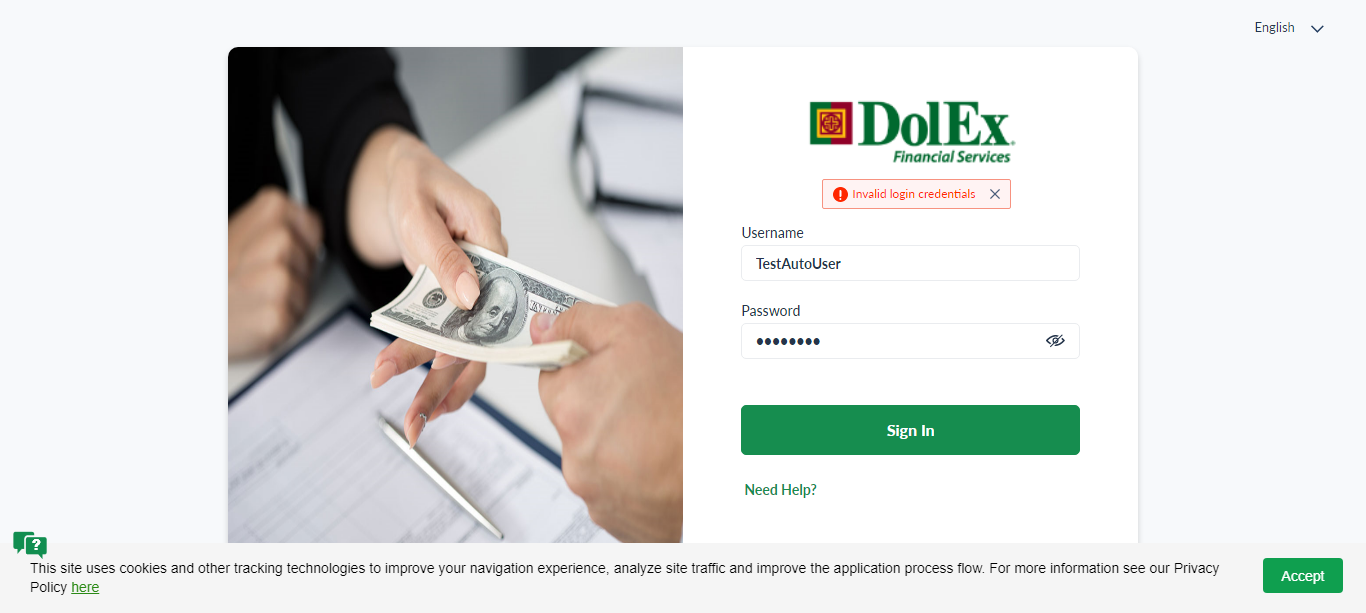 English
DolEx
Financial Services
Invalid login credentials
Username
TestAutoUser
Password
••••••••
Sign In
Need Help?
This site uses cookies and other tracking technologies to improve your navigation experience, analyze site traffic and improve the application process flow. For more information see our Privacy
Policy here
Accept